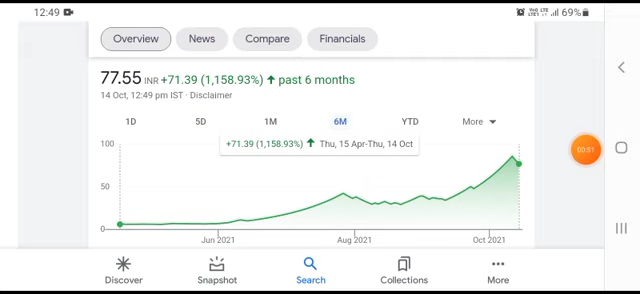 12:49 69%
Overview News Compare Financials
77.55 INR +71.39 (1,158.93%) ↑ past 6 months
14 Oct, 12:49 pm IST · Disclaimer
1D 5D 1M 6M YTD More
+71.39 (1,158.93%) ↑ Thu, 15 Apr-Thu, 14 Oct
100
50
0
Jun 2021 Aug 2021 Oct 2021
00:51
Discover Snapshot Search Collections More